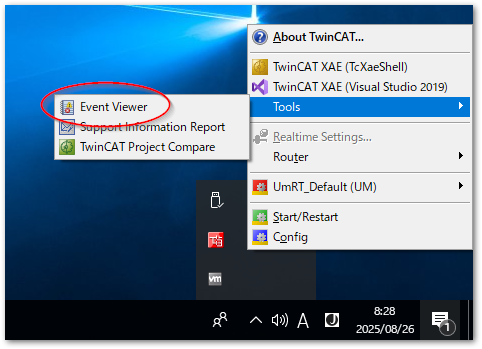 About TwinCAT...
TwinCAT XAE (TcXaeShell)
TwinCAT XAE (Visual Studio 2019)
Tools
Event Viewer
Support Information Report
TwinCAT Project Compare
Realtime Settings...
Router
UmRT_Default (UM)
Start/Restart
Config
vm
A
J
8:28
2025/08/26
1